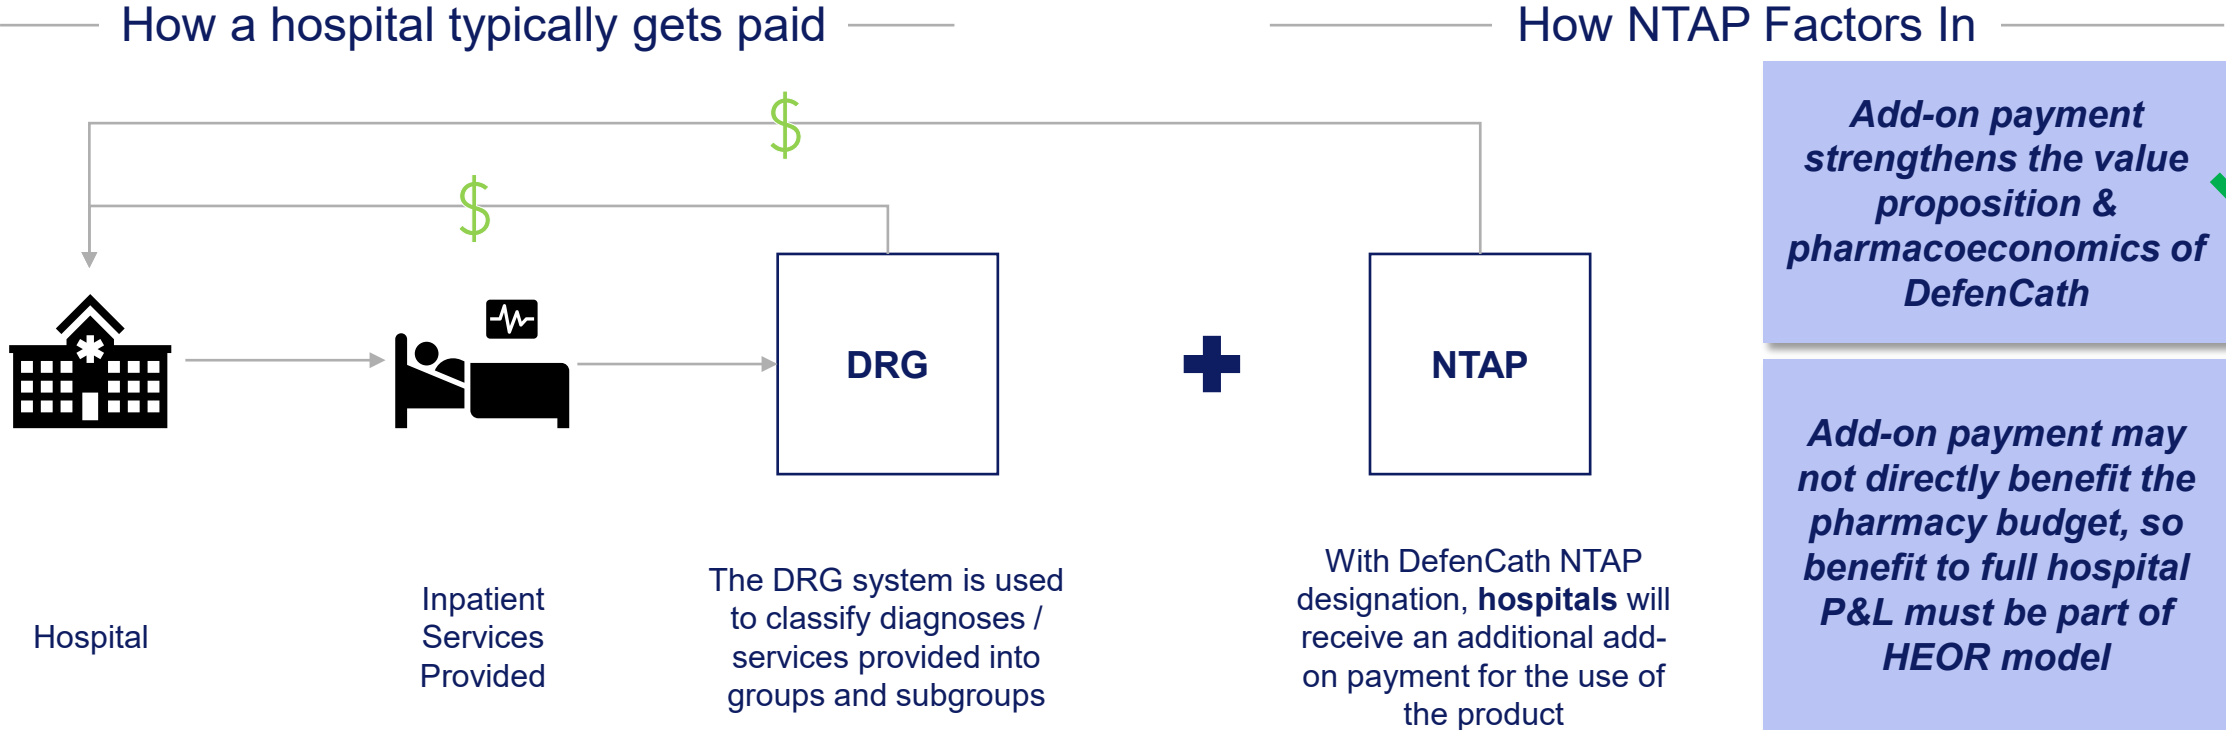 How a hospital typically gets paid
How NTAP Factors In
$
$
DRG
NTAP
Hospital
Inpatient
Services
Provided
The DRG system is used
to classify diagnoses /
services provided into
groups and subgroups
With DefenCath NTAP
designation, hospitals will
receive an additional add-
on payment for the use of
the product
Add-on payment
strengthens the value
proposition &
pharmacoeconomics of
DefenCath
Add-on payment may
not directly benefit the
pharmacy budget, so
benefit to full hospital
P&L must be part of
HEOR model